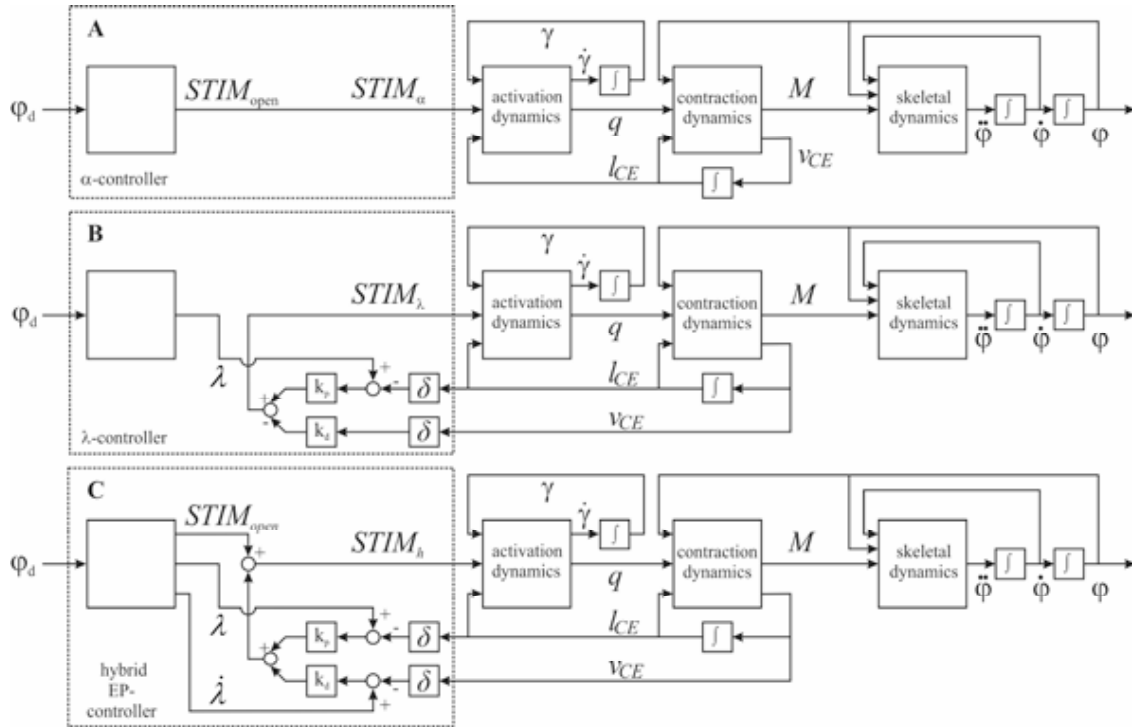 A
φd
STIMopen
STIMα
α-controller
activation
dynamics
γ
γ̇
∫
q
lCE
contraction
dynamics
M
vCE
∫
skeletal
dynamics
φ̈
∫
φ̇
∫
φ
B
φd
STIMλ
λ
λ-controller
+
-
+
-
kp
kd
δ
δ
activation
dynamics
γ
γ̇
∫
q
lCE
vCE
contraction
dynamics
M
∫
skeletal
dynamics
φ̈
∫
φ̇
∫
φ
C
φd
STIMopen
+
STIMh
λ
λ̇
hybrid
EP-
controller
+
-
+
-
+
kp
kd
δ
δ
activation
dynamics
γ
γ̇
∫
q
lCE
vCE
contraction
dynamics
M
∫
skeletal
dynamics
φ̈
∫
φ̇
∫
φ